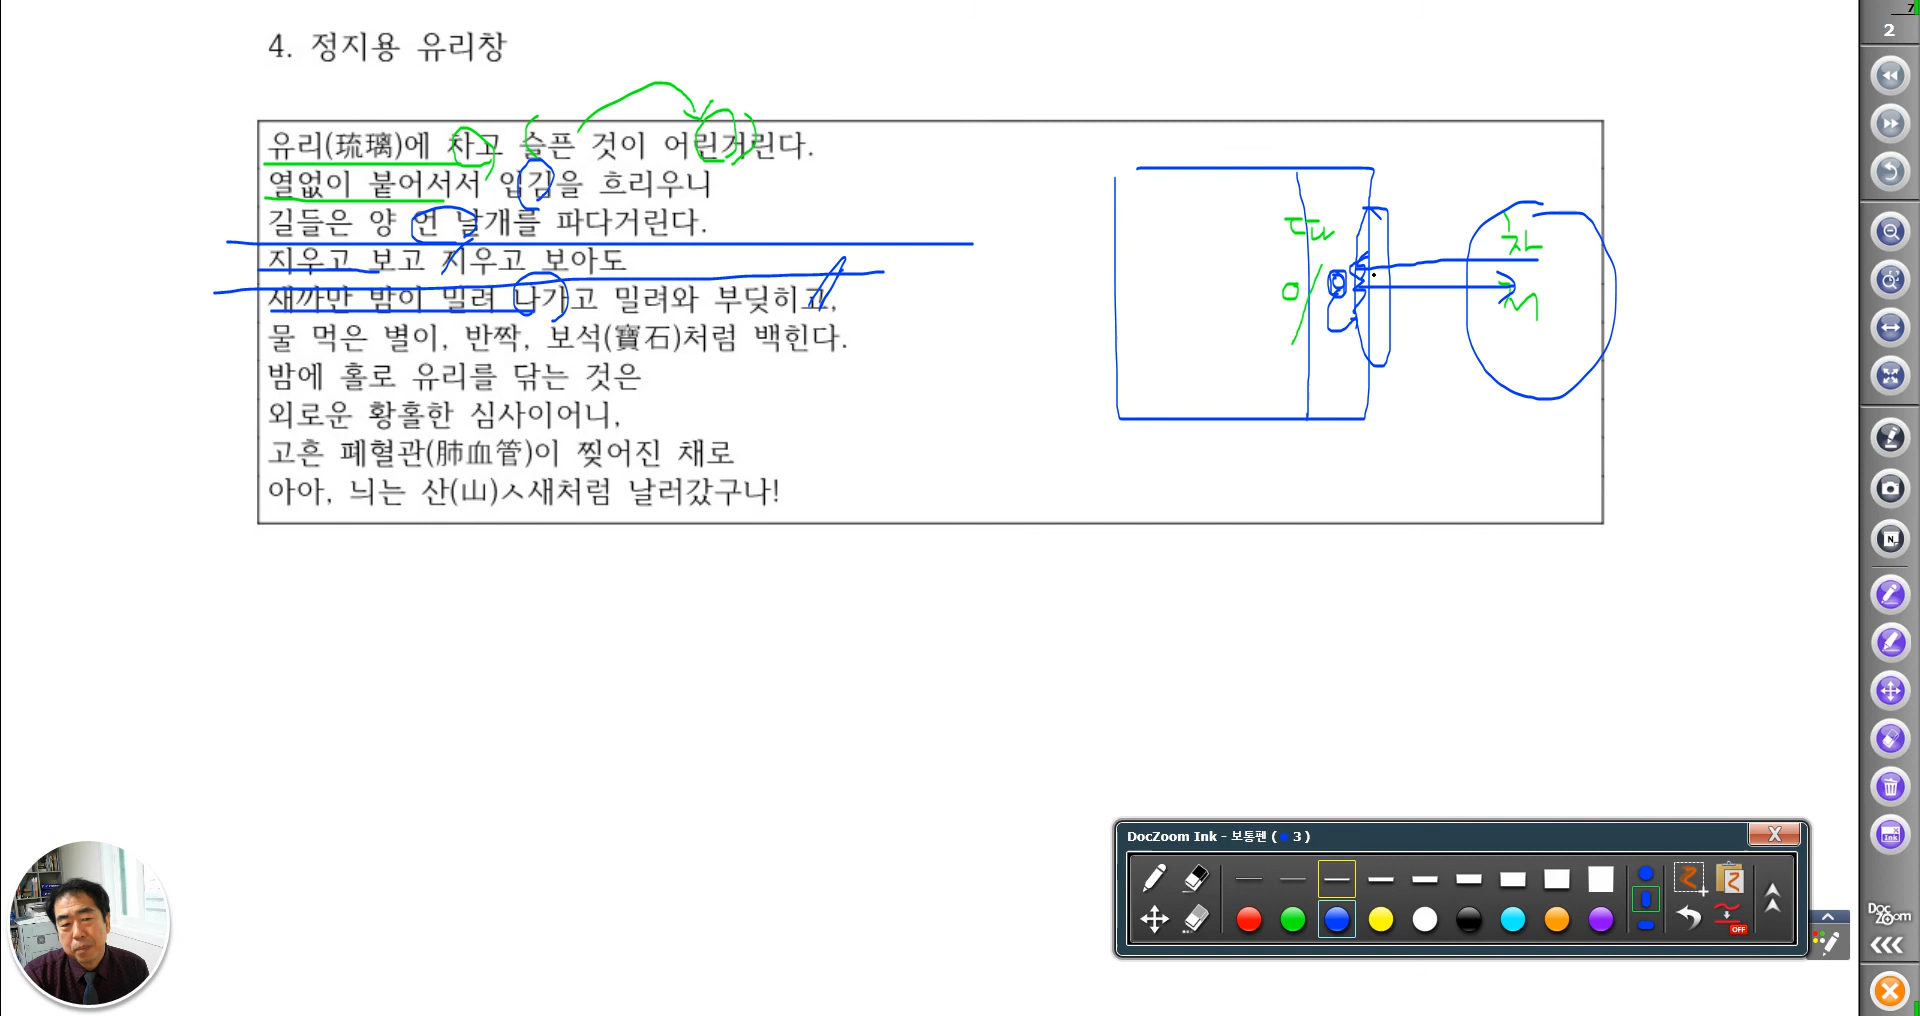 7
2
4. 정지용 유리창
유리(琉璃)에 차고 슬픈 것이 어린거린다.
열없이 붙어서서 입김을 흐리우니
길들은 양 언 날개를 파다거린다.
지우고 보고 지우고 보아도
새까만 밤이 밀려 나가고 밀려와 부딪히고,
물 먹은 별이, 반짝, 보석(寶石)처럼 백힌다.
밤에 홀로 유리를 닦는 것은
외로운 황홀한 심사이어니,
고흔 폐혈관(肺血管)이 찢어진 채로
아아, 늬는 산(山)ㅅ새처럼 날러갔구나!
DocZoom Ink - 보통펜 ( 3 )
OFF
DocZoom